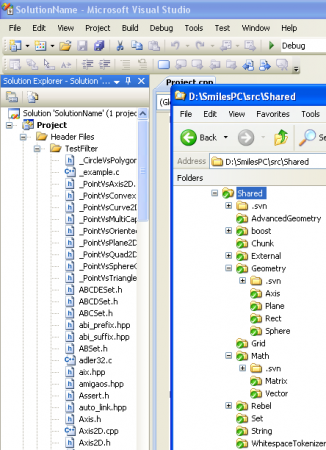 SolutionName - Microsoft Visual Studio
File Edit View Project Build Debug Tools Test Window Help
Debug
Solution Explorer - Solution '...
Project.cpp
Solution 'SolutionName' (1 projec
Project
Header Files
TestFilter
_CircleVsPolygor
_example.c
_PointVsAxis2D.
_PointVsConvex
_PointVsCurve2D
_PointVsMultiCap
_PointVsOriente
_PointVsPlane2D
_PointVsQuad2D
_PointVsSphere
_PointVsTriangle
ABCDESet.h
ABCDSet.h
ABCSet.h
abi_prefix.hpp
abi_suffix.hpp
ABSet.h
adler32.c
aix.hpp
amigaos.hpp
Assert.h
auto_link.hpp
Axis.h
Axis2D.cpp
Axis2D.h
(Gl
D:\SmilesPC\src\Shared
File Edit View Favorites Tools
Back
Se
Address D:\SmilesPC\src\Shared
Folders
Shared
.svn
AdvancedGeometry
boost
Chunk
External
Geometry
.svn
Axis
Plane
Rect
Sphere
Grid
Math
.svn
Matrix
Vector
Rebel
Set
String
WhitespaceTokenizer